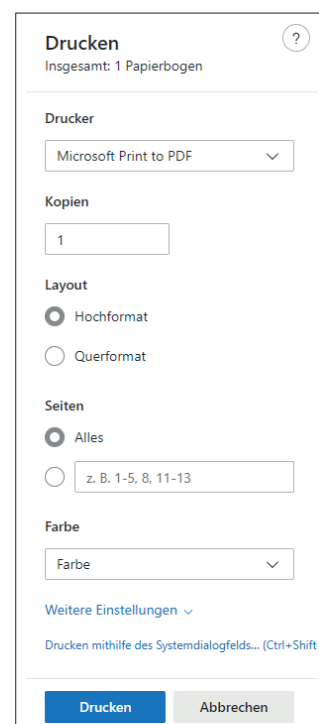 Drucken
?
Insgesamt: 1 Papierbogen
Drucker
Microsoft Print to PDF
Kopien
1
Layout
Hochformat
Querformat
Seiten
Alles
z. B. 1-5, 8, 11-13
Farbe
Farbe
Weitere Einstellungen
Drucken mithilfe des Systemdialogfelds... (Ctrl+Shift
Drucken Abbrechen